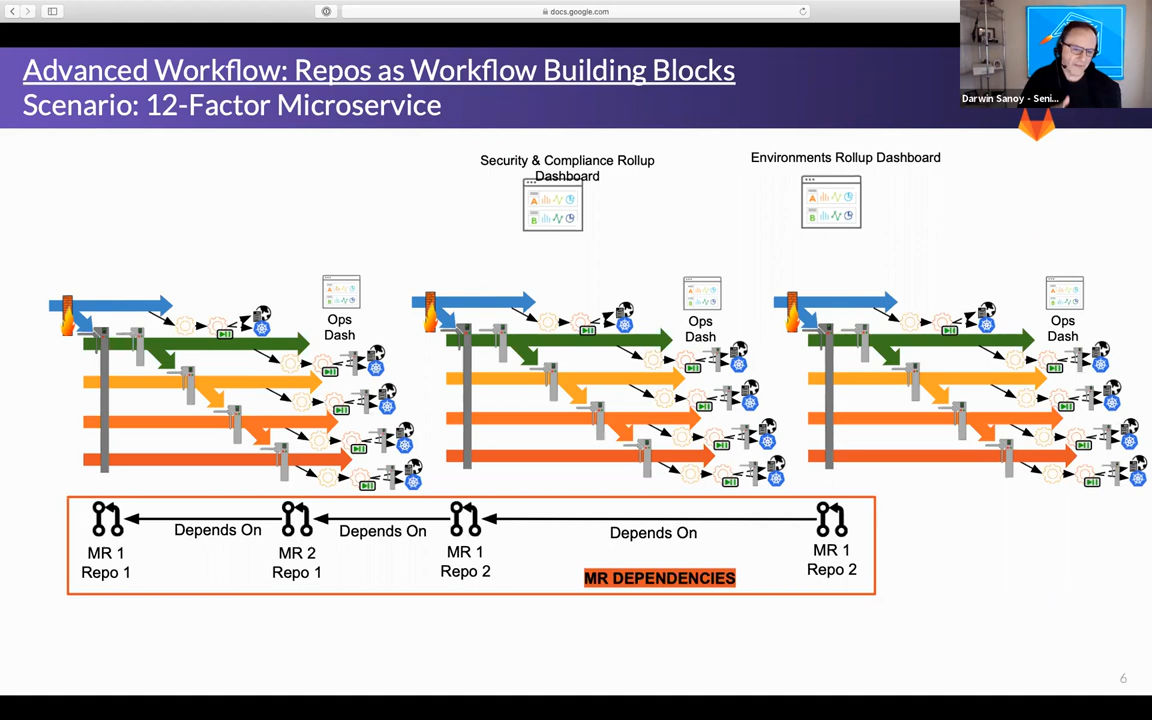 docs.google.com
Advanced Workflow: Repos as Workflow Building Blocks
Scenario: 12-Factor Microservice
Darwin Sanoy - Seni...
Security & Compliance Rollup
Dashboard
Environments Rollup Dashboard
A
B
A
B
Ops
Dash
Ops
Dash
Ops
Dash
Depends On
Depends On
Depends On
MR 1
Repo 1
MR 2
Repo 1
MR 1
Repo 2
MR 1
Repo 2
MR DEPENDENCIES
6